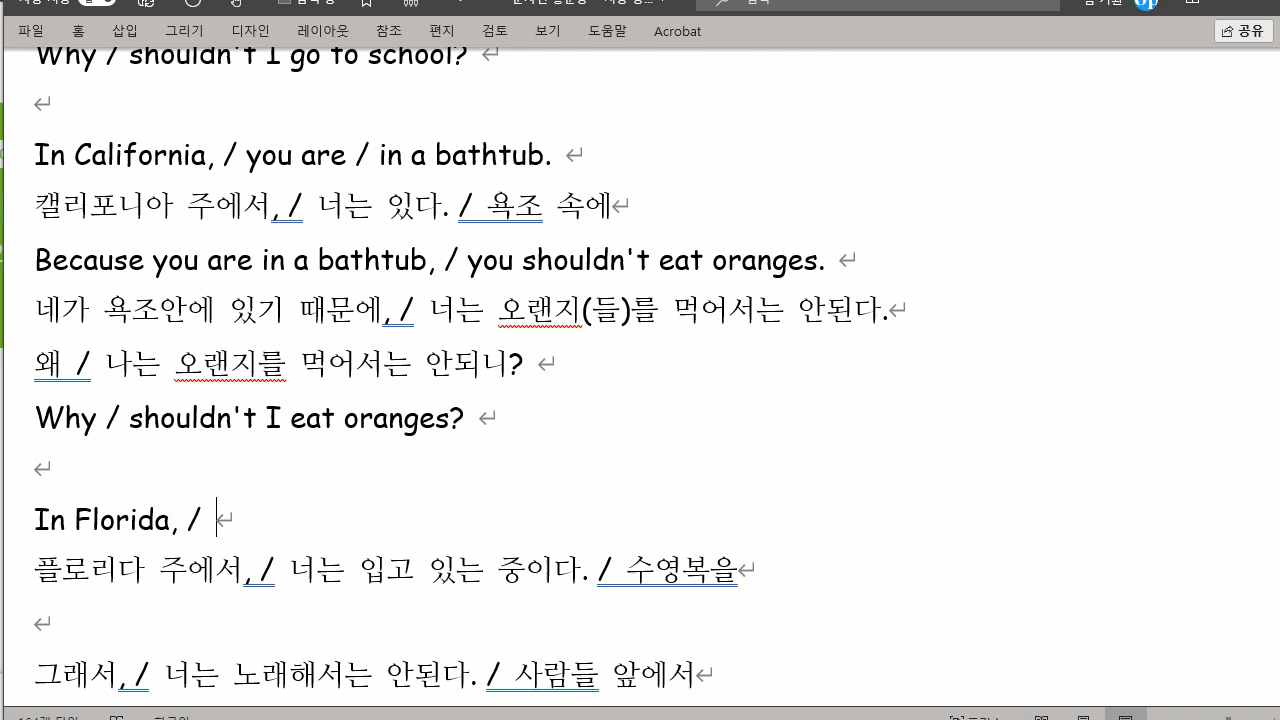 파일 홈 삽입 그리기 디자인 레이아웃 참조 편지 검토 보기 도움말 Acrobat 공유
Why / shouldn't I go to school?
In California, / you are / in a bathtub.
캘리포니아 주에서, / 너는 있다. / 욕조 속에
Because you are in a bathtub, / you shouldn't eat oranges.
네가 욕조안에 있기 때문에, / 너는 오랜지(들)를 먹어서는 안된다.
왜 / 나는 오랜지를 먹어서는 안되니?
Why / shouldn't I eat oranges?
In Florida, /
플로리다 주에서, / 너는 입고 있는 중이다. / 수영복을
그래서, / 너는 노래해서는 안된다. / 사람들 앞에서